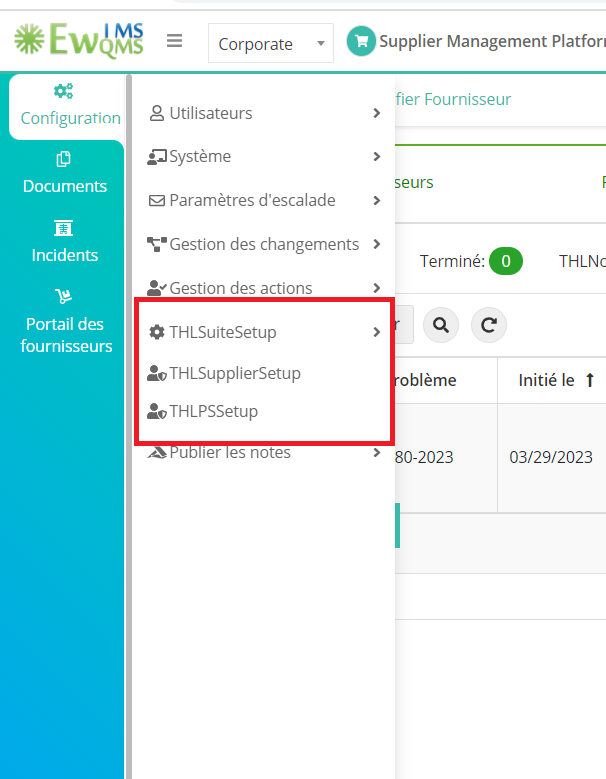 EwIMS
QMS
Corporate
Supplier Management Platfor
Configuration
Documents
Incidents
Portail des
fournisseurs
Utilisateurs
Système
Paramètres d'escalade
Gestion des changements
Gestion des actions
THLSuiteSetup
THLSupplierSetup
THLPSSetup
Publier les notes
fier Fournisseur
seurs
Terminé: 0
THLNo
r
roblème
Initié le
80-2023
03/29/2023